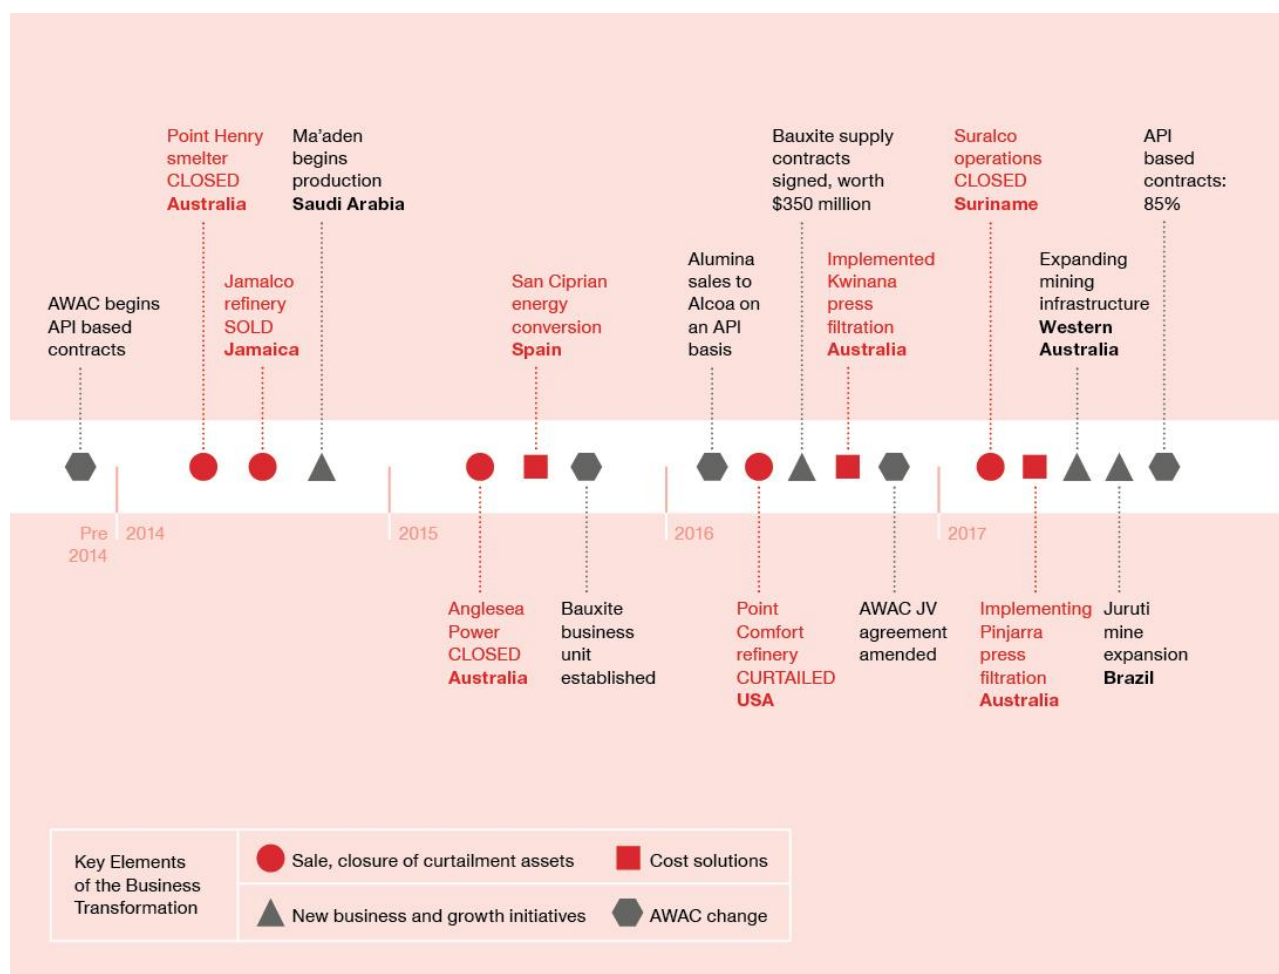 Point Henry
smelter
CLOSED
Australia
Ma’aden
begins
production
Saudi Arabia
Bauxite supply
contracts
signed, worth
$350 million
Suralco
operations
CLOSED
Suriname
API
based
contracts:
85%
AWAC begins
API based
contracts
Jamalco
refinery
SOLD
Jamaica
San Ciprian
energy
conversion
Spain
Alumina
sales to
Alcoa on
an API
basis
Implemented
Kwinana
press
filtration
Australia
Expanding
mining
infrastructure
Western
Australia
Pre
2014
2014
2015
2016
2017
Anglesea
Power
CLOSED
Australia
Bauxite
business
unit
established
Point
Comfort
refinery
CURTAILED
USA
AWAC JV
agreement
amended
Implementing
Pinjarra
press
filtration
Australia
Juruti
mine
expansion
Brazil
Key Elements
of the Business
Transformation
Sale, closure of curtailment assets
Cost solutions
New business and growth initiatives
AWAC change